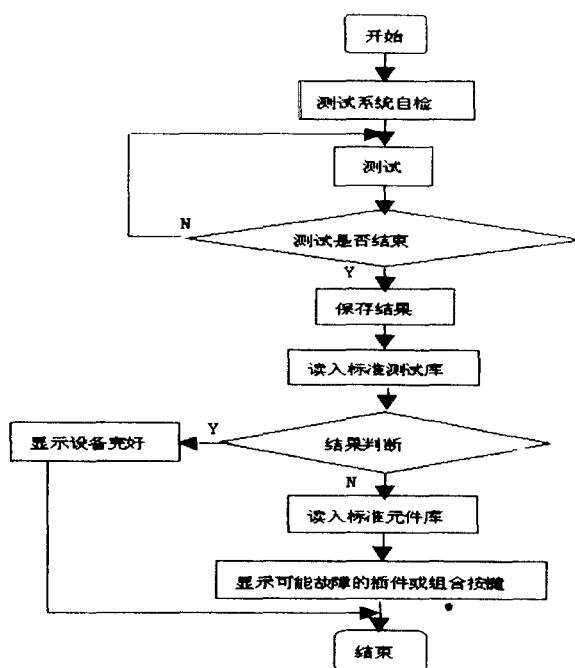 开始
测试系统自检
测试
N
测试是否结束
Y
保存结果
读入标准测试库
Y
显示设备完好
结果判断
N
读入标准元件库
显示可能故障的插件或组合按键
结束